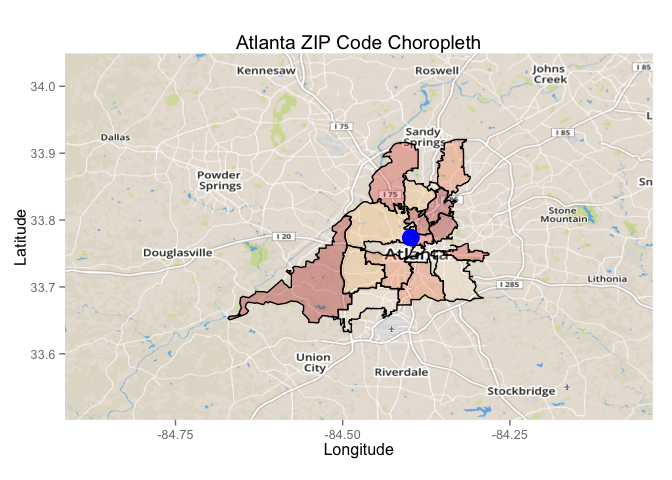 Atlanta ZIP Code Choropleth
Kennesaw
Roswell
Johns
Creek
I 85
34.0
Dallas
I 75
Sandy
Springs
I 85
33.9
Powder
Springs
I 75
Sn
Stone
Mountain
33.8
Latitude
I 20
Douglasville
Atlanta
33.7
I 285
Lithonia
33.6
Union
City
Riverdale
Stockbridge
-84.75
-84.50
-84.25
Longitude